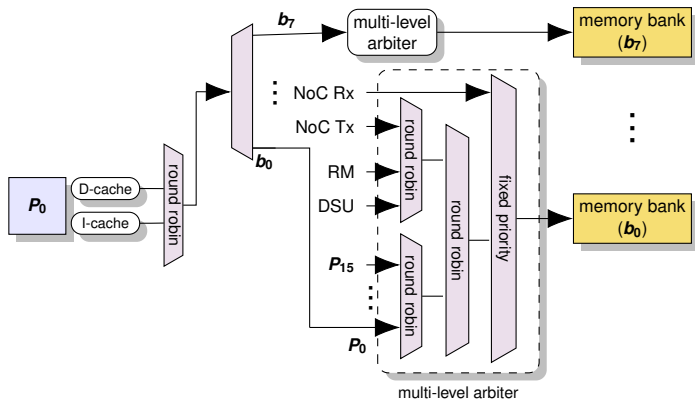 b7
multi-level
arbiter
memory bank
(b7)
NoC Rx
NoC Tx
b0
RM
DSU
round robin
round robin
fixed priority
P0
D-cache
I-cache
round robin
memory bank
(b0)
P15
round robin
P0
multi-level arbiter